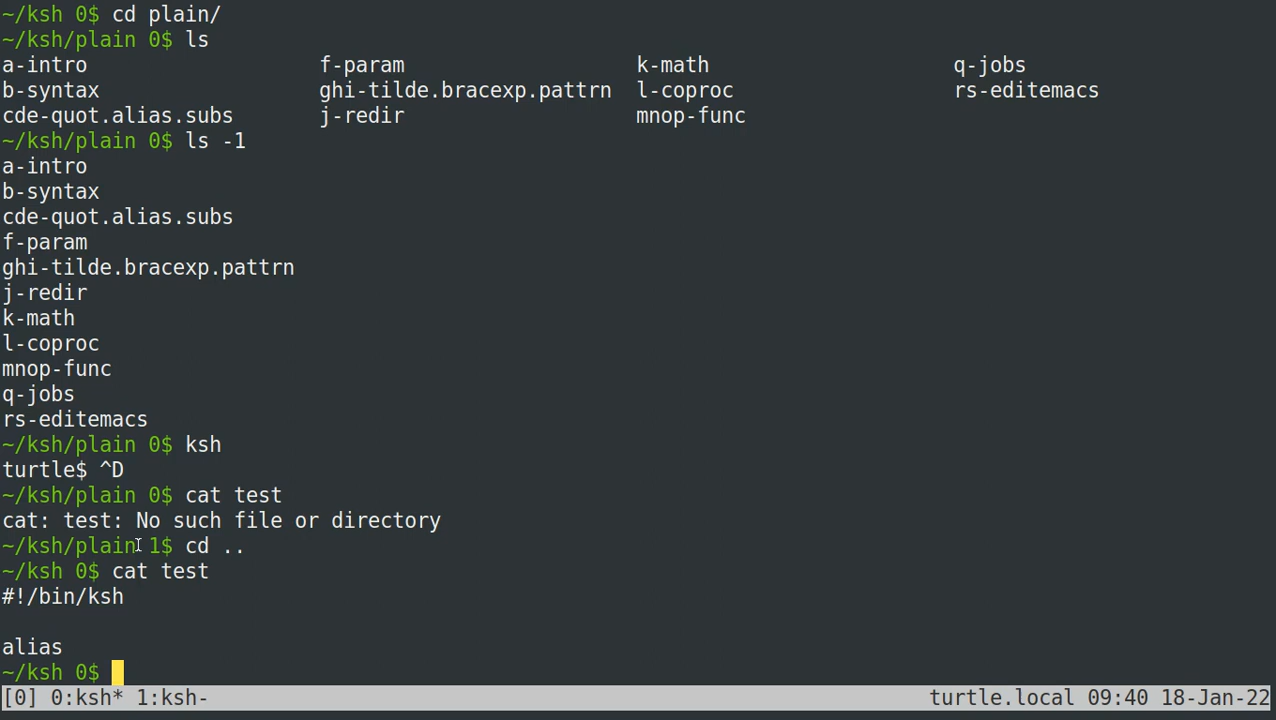 ~/ksh 0$ cd plain/
~/ksh/plain 0$ ls
a-intro                   f-param                   k-math                    q-jobs
b-syntax                  ghi-tilde.bracexp.pattrn  l-coproc                  rs-editemacs
cde-quot.alias.subs       j-redir                   mnop-func
~/ksh/plain 0$ ls -1
a-intro
b-syntax
cde-quot.alias.subs
f-param
ghi-tilde.bracexp.pattrn
j-redir
k-math
l-coproc
mnop-func
q-jobs
rs-editemacs
~/ksh/plain 0$ ksh
turtle$ ^D
~/ksh/plain 0$ cat test
cat: test: No such file or directory
~/ksh/plain 1$ cd ..
~/ksh 0$ cat test
#!/bin/ksh

alias
~/ksh 0$
[0] 0:ksh* 1:ksh- turtle.local 09:40 18-Jan-22